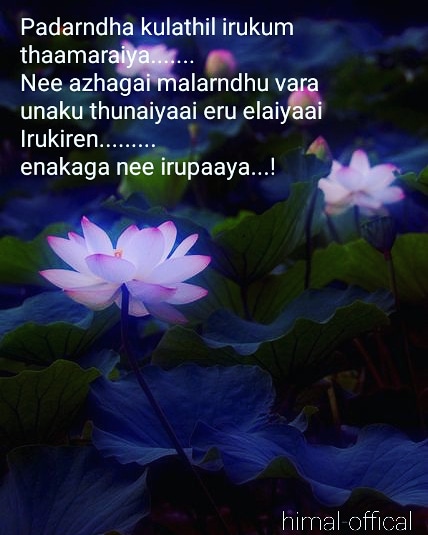 Padarndha kulathil irukum
thaamaraiya.......
Nee azhagai malarndhu vara
unaku thunaiyaai eru elaiyaai
Irukiren.........
enakaga nee irupaaya...!
himal-offical